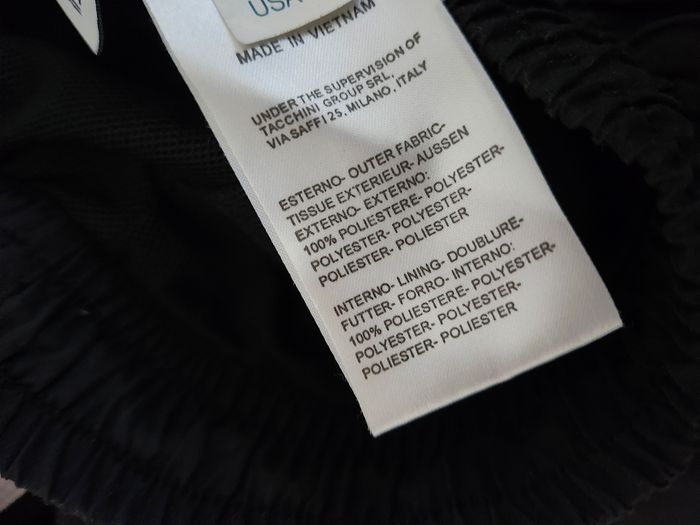 USA
MADE IN VIETNAM
UNDER THE SUPERVISION OF
TACCHINI GROUP SRL,
VIA SAFFI 25, MILANO, ITALY
ESTERNO- OUTER FABRIC-
TISSUE EXTERIEUR- AUSSEN
EXTERNO- EXTERNO:
100% POLIESTERE- POLYESTER-
POLYESTER- POLYESTER-
POLIESTER- POLIESTER
INTERNO- LINING- DOUBLURE-
FUTTER- FORRO- INTERNO:
100% POLIESTERE- POLYESTER-
POLYESTER- POLYESTER-
POLIESTER- POLIESTER